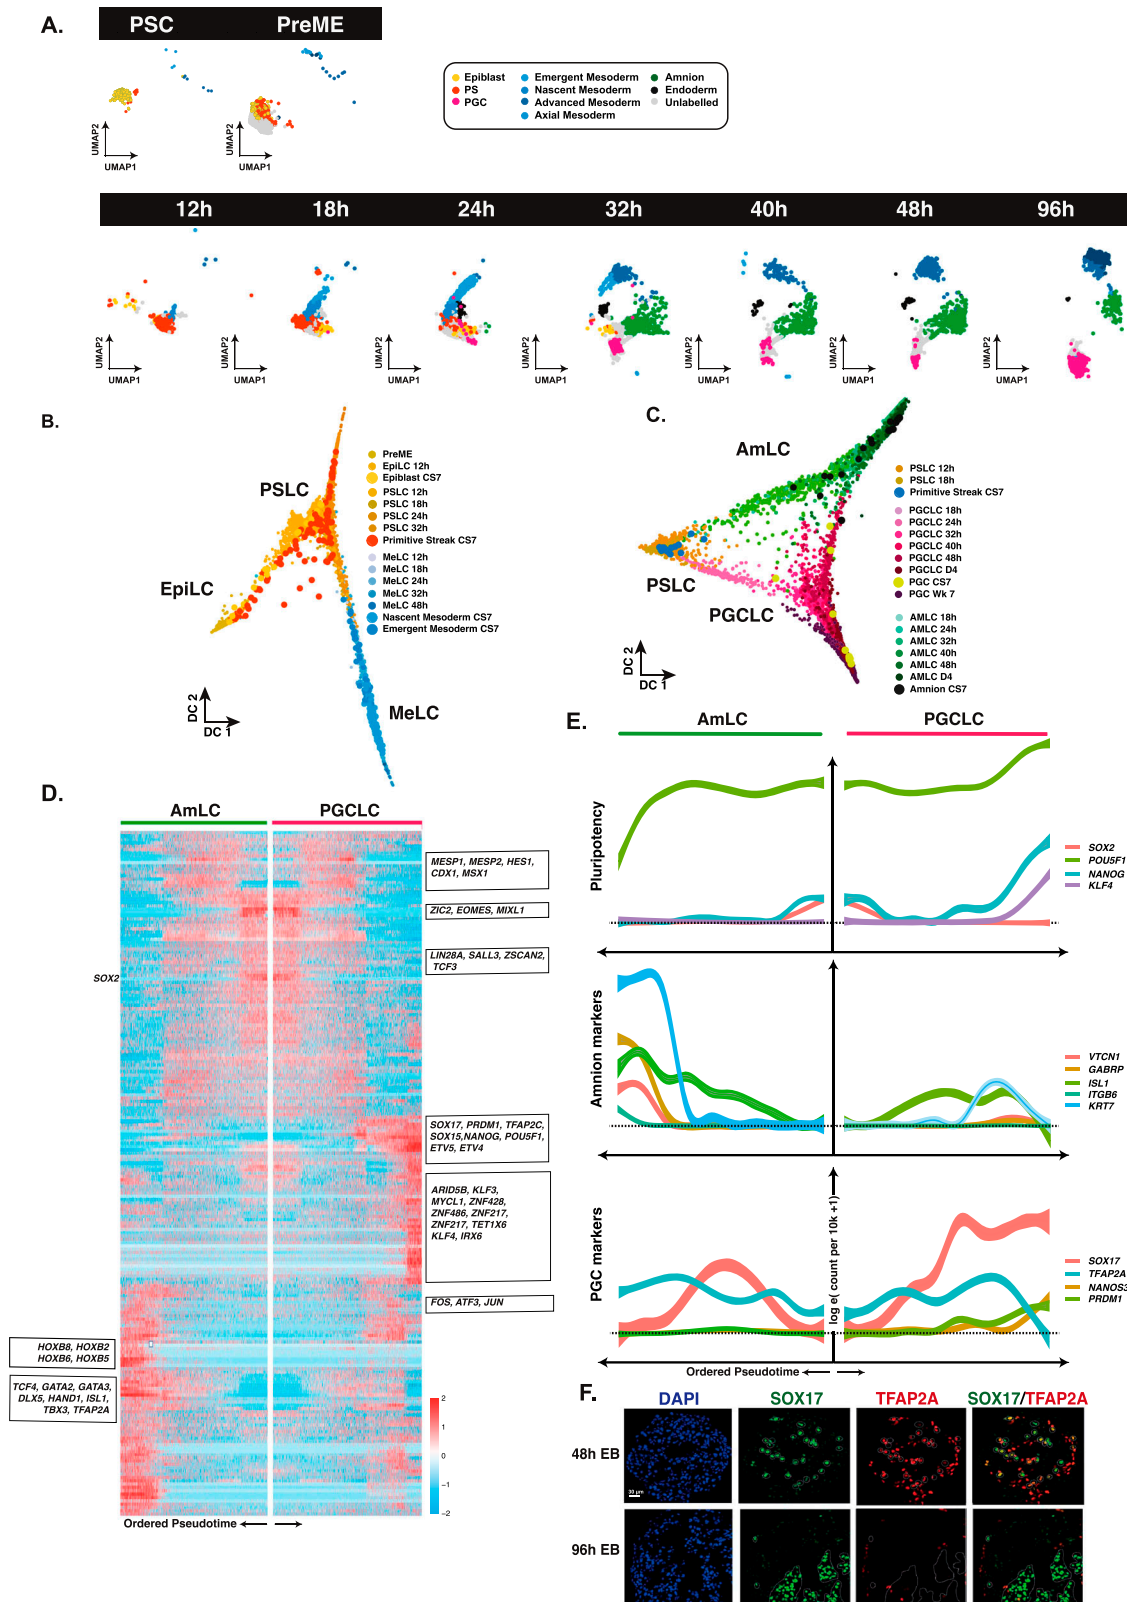 A.
PSC
PreME
UMAP2
UMAP1
UMAP2
UMAP1
Epiblast
PS
PGC
Emergent Mesoderm
Nascent Mesoderm
Advanced Mesoderm
Axial Mesoderm
Amnion
Endoderm
Unlabelled
12h
18h
24h
32h
40h
48h
96h
UMAP2
UMAP1
UMAP2
UMAP1
UMAP2
UMAP1
UMAP2
UMAP1
UMAP2
UMAP1
UMAP2
UMAP1
UMAP2
UMAP1
B.
PSLC
EpiLC
MeLC
DC 2
DC 1
PreME
EpiLC 12h
Epiblast CS7
PSLC 12h
PSLC 18h
PSLC 24h
PSLC 32h
Primitive Streak CS7
MeLC 12h
MeLC 18h
MeLC 24h
MeLC 32h
MeLC 48h
Nascent Mesoderm CS7
Emergent Mesoderm CS7
C.
AmLC
PSLC
PGCLC
DC 2
DC 1
PSLC 12h
PSLC 18h
Primitive Streak CS7
PGCLC 18h
PGCLC 24h
PGCLC 32h
PGCLC 40h
PGCLC 48h
PGCLC D4
PGC CS7
PGC Wk 7
AMLC 18h
AMLC 24h
AMLC 32h
AMLC 40h
AMLC 48h
AMLC D4
Amnion CS7
D.
AmLC
PGCLC
SOX2
MESP1, MESP2, HES1,
CDX1, MSX1
ZIC2, EOMES, MIXL1
LIN28A, SALL3, ZSCAN2,
TCF3
SOX17, PRDM1, TFAP2C,
SOX15,NANOG, POU5F1,
ETV5, ETV4
ARID5B, KLF3,
MYCL1, ZNF428,
ZNF486, ZNF217,
ZNF217, TET1X6
KLF4, IRX6
FOS, ATF3, JUN
HOXB8, HOXB2
HOXB6, HOXB5
TCF4, GATA2, GATA3,
DLX5, HAND1, ISL1,
TBX3, TFAP2A
2
1
0
−1
−2
Ordered Pseudotime
E.
AmLC
PGCLC
Pluripotency
SOX2
POU5F1
NANOG
KLF4
Amnion markers
VTCN1
GABRP
ISL1
ITGB6
KRT7
PGC markers
log e( count per 10k +1)
SOX17
TFAP2A
NANOS3
PRDM1
Ordered Pseudotime
F.
DAPI
SOX17
TFAP2A
SOX17/TFAP2A
48h EB
30 µm
96h EB